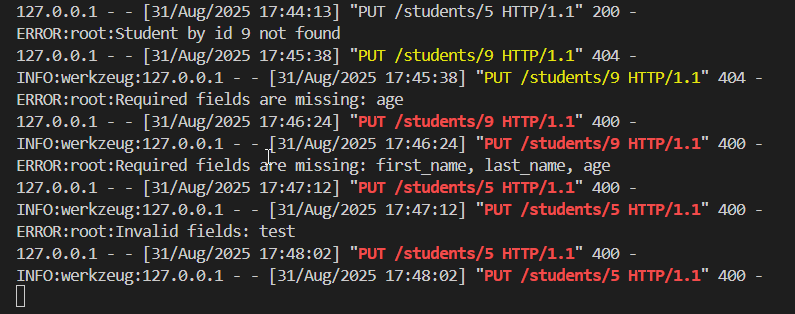 127.0.0.1 - - [31/Aug/2025 17:44:13] "PUT /students/5 HTTP/1.1" 200 -
ERROR:root:Student by id 9 not found
127.0.0.1 - - [31/Aug/2025 17:45:38] "PUT /students/9 HTTP/1.1" 404 -
INFO:werkzeug:127.0.0.1 - - [31/Aug/2025 17:45:38] "PUT /students/9 HTTP/1.1" 404 -
ERROR:root:Required fields are missing: age
127.0.0.1 - - [31/Aug/2025 17:46:24] "PUT /students/9 HTTP/1.1" 400 -
INFO:werkzeug:127.0.0.1 - - [31/Aug/2025 17:46:24] "PUT /students/9 HTTP/1.1" 400 -
ERROR:root:Required fields are missing: first_name, last_name, age
127.0.0.1 - - [31/Aug/2025 17:47:12] "PUT /students/5 HTTP/1.1" 400 -
INFO:werkzeug:127.0.0.1 - - [31/Aug/2025 17:47:12] "PUT /students/5 HTTP/1.1" 400 -
ERROR:root:Invalid fields: test
127.0.0.1 - - [31/Aug/2025 17:48:02] "PUT /students/5 HTTP/1.1" 400 -
INFO:werkzeug:127.0.0.1 - - [31/Aug/2025 17:48:02] "PUT /students/5 HTTP/1.1" 400 -